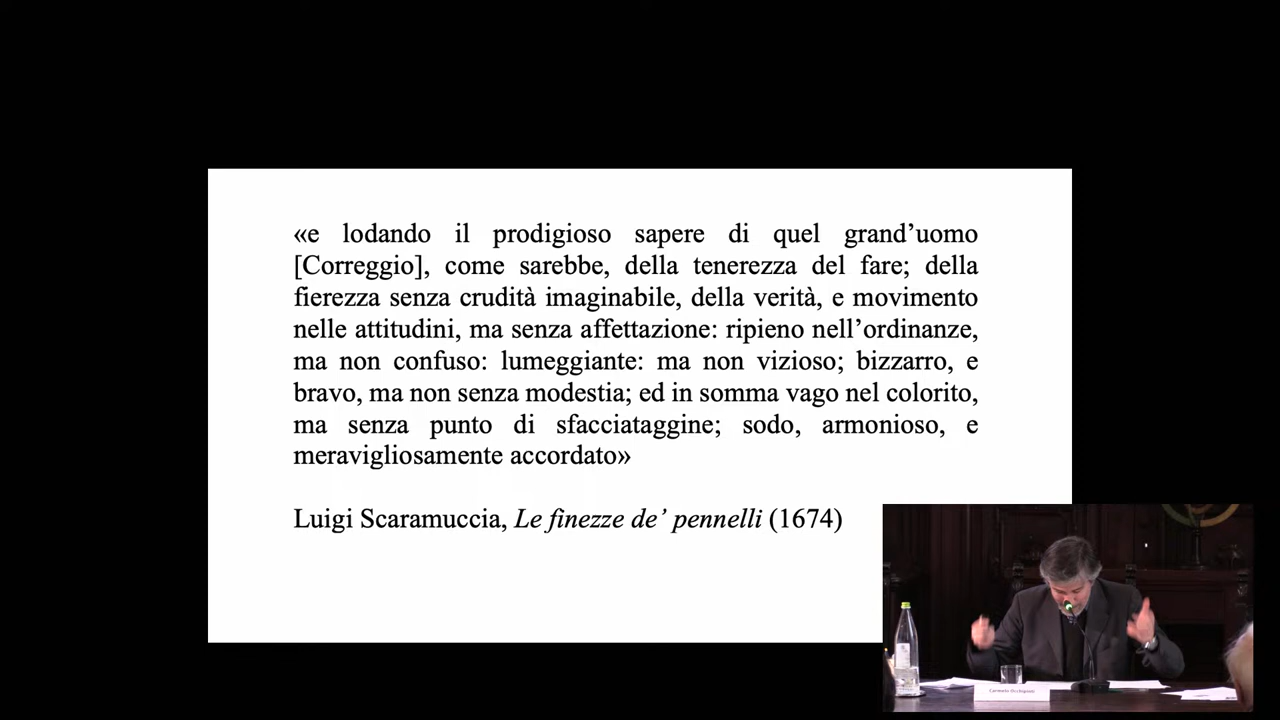 «e lodando il prodigioso sapere di quel grand’uomo
[Correggio], come sarebbe, della tenerezza del fare; della
fierezza senza crudità imaginabile, della verità, e movimento
nelle attitudini, ma senza affettazione: ripieno nell’ordinanze,
ma non confuso: lumeggiante: ma non vizioso; bizzarro, e
bravo, ma non senza modestia; ed in somma vago nel colorito,
ma senza punto di sfacciataggine; sodo, armonioso, e
meravigliosamente accordato»
Luigi Scaramuccia, Le finezze de’ pennelli (1674)
Carmelo Occhipinti